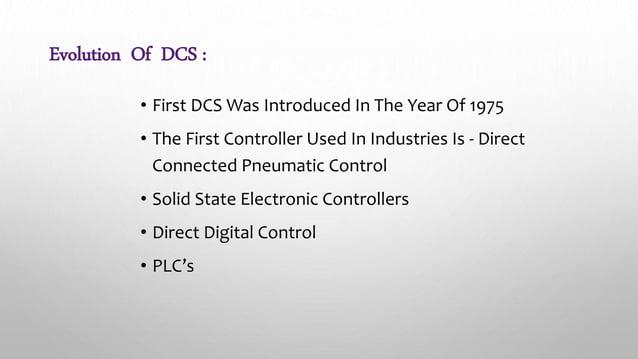 Evolution Of DCS :
• First DCS Was Introduced In The Year Of 1975
• The First Controller Used In Industries Is - Direct
Connected Pneumatic Control
• Solid State Electronic Controllers
• Direct Digital Control
• PLC’s